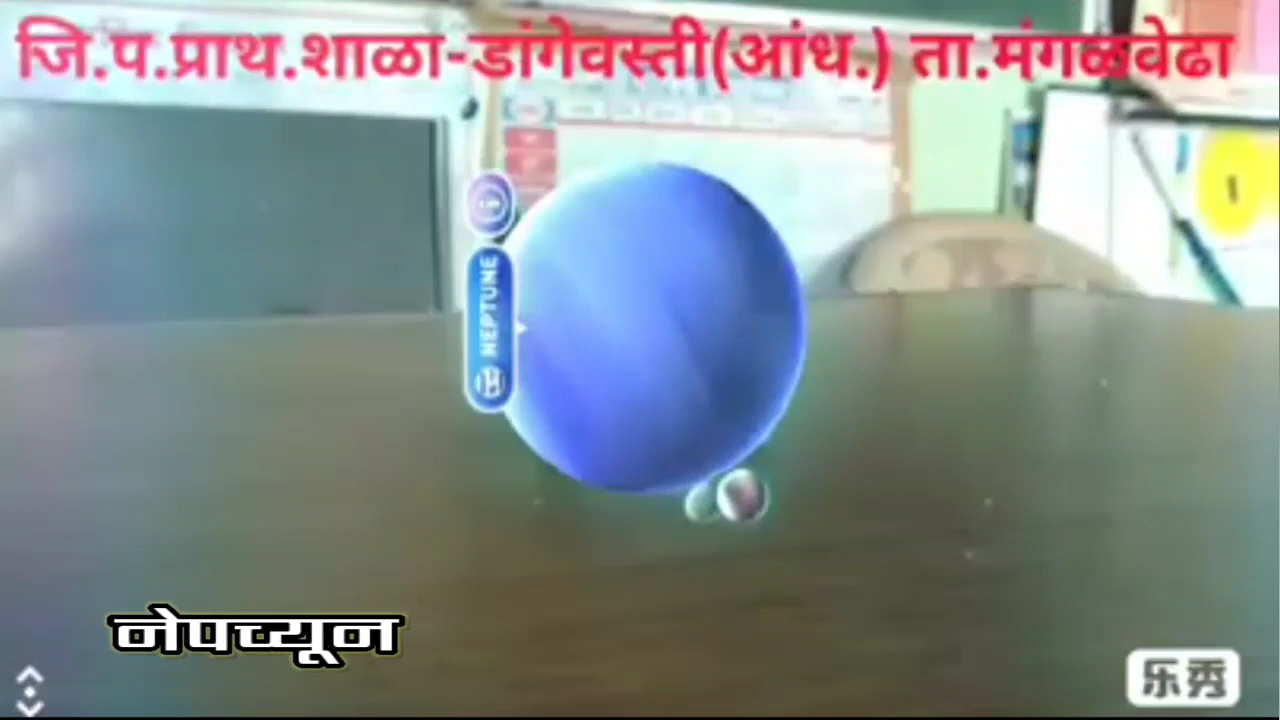 जि.प.प्राथ.शाळा-डांगेवस्ती(आंध.) ता.मंगळवेढा
NEPTUNE
नेपच्यून
乐秀